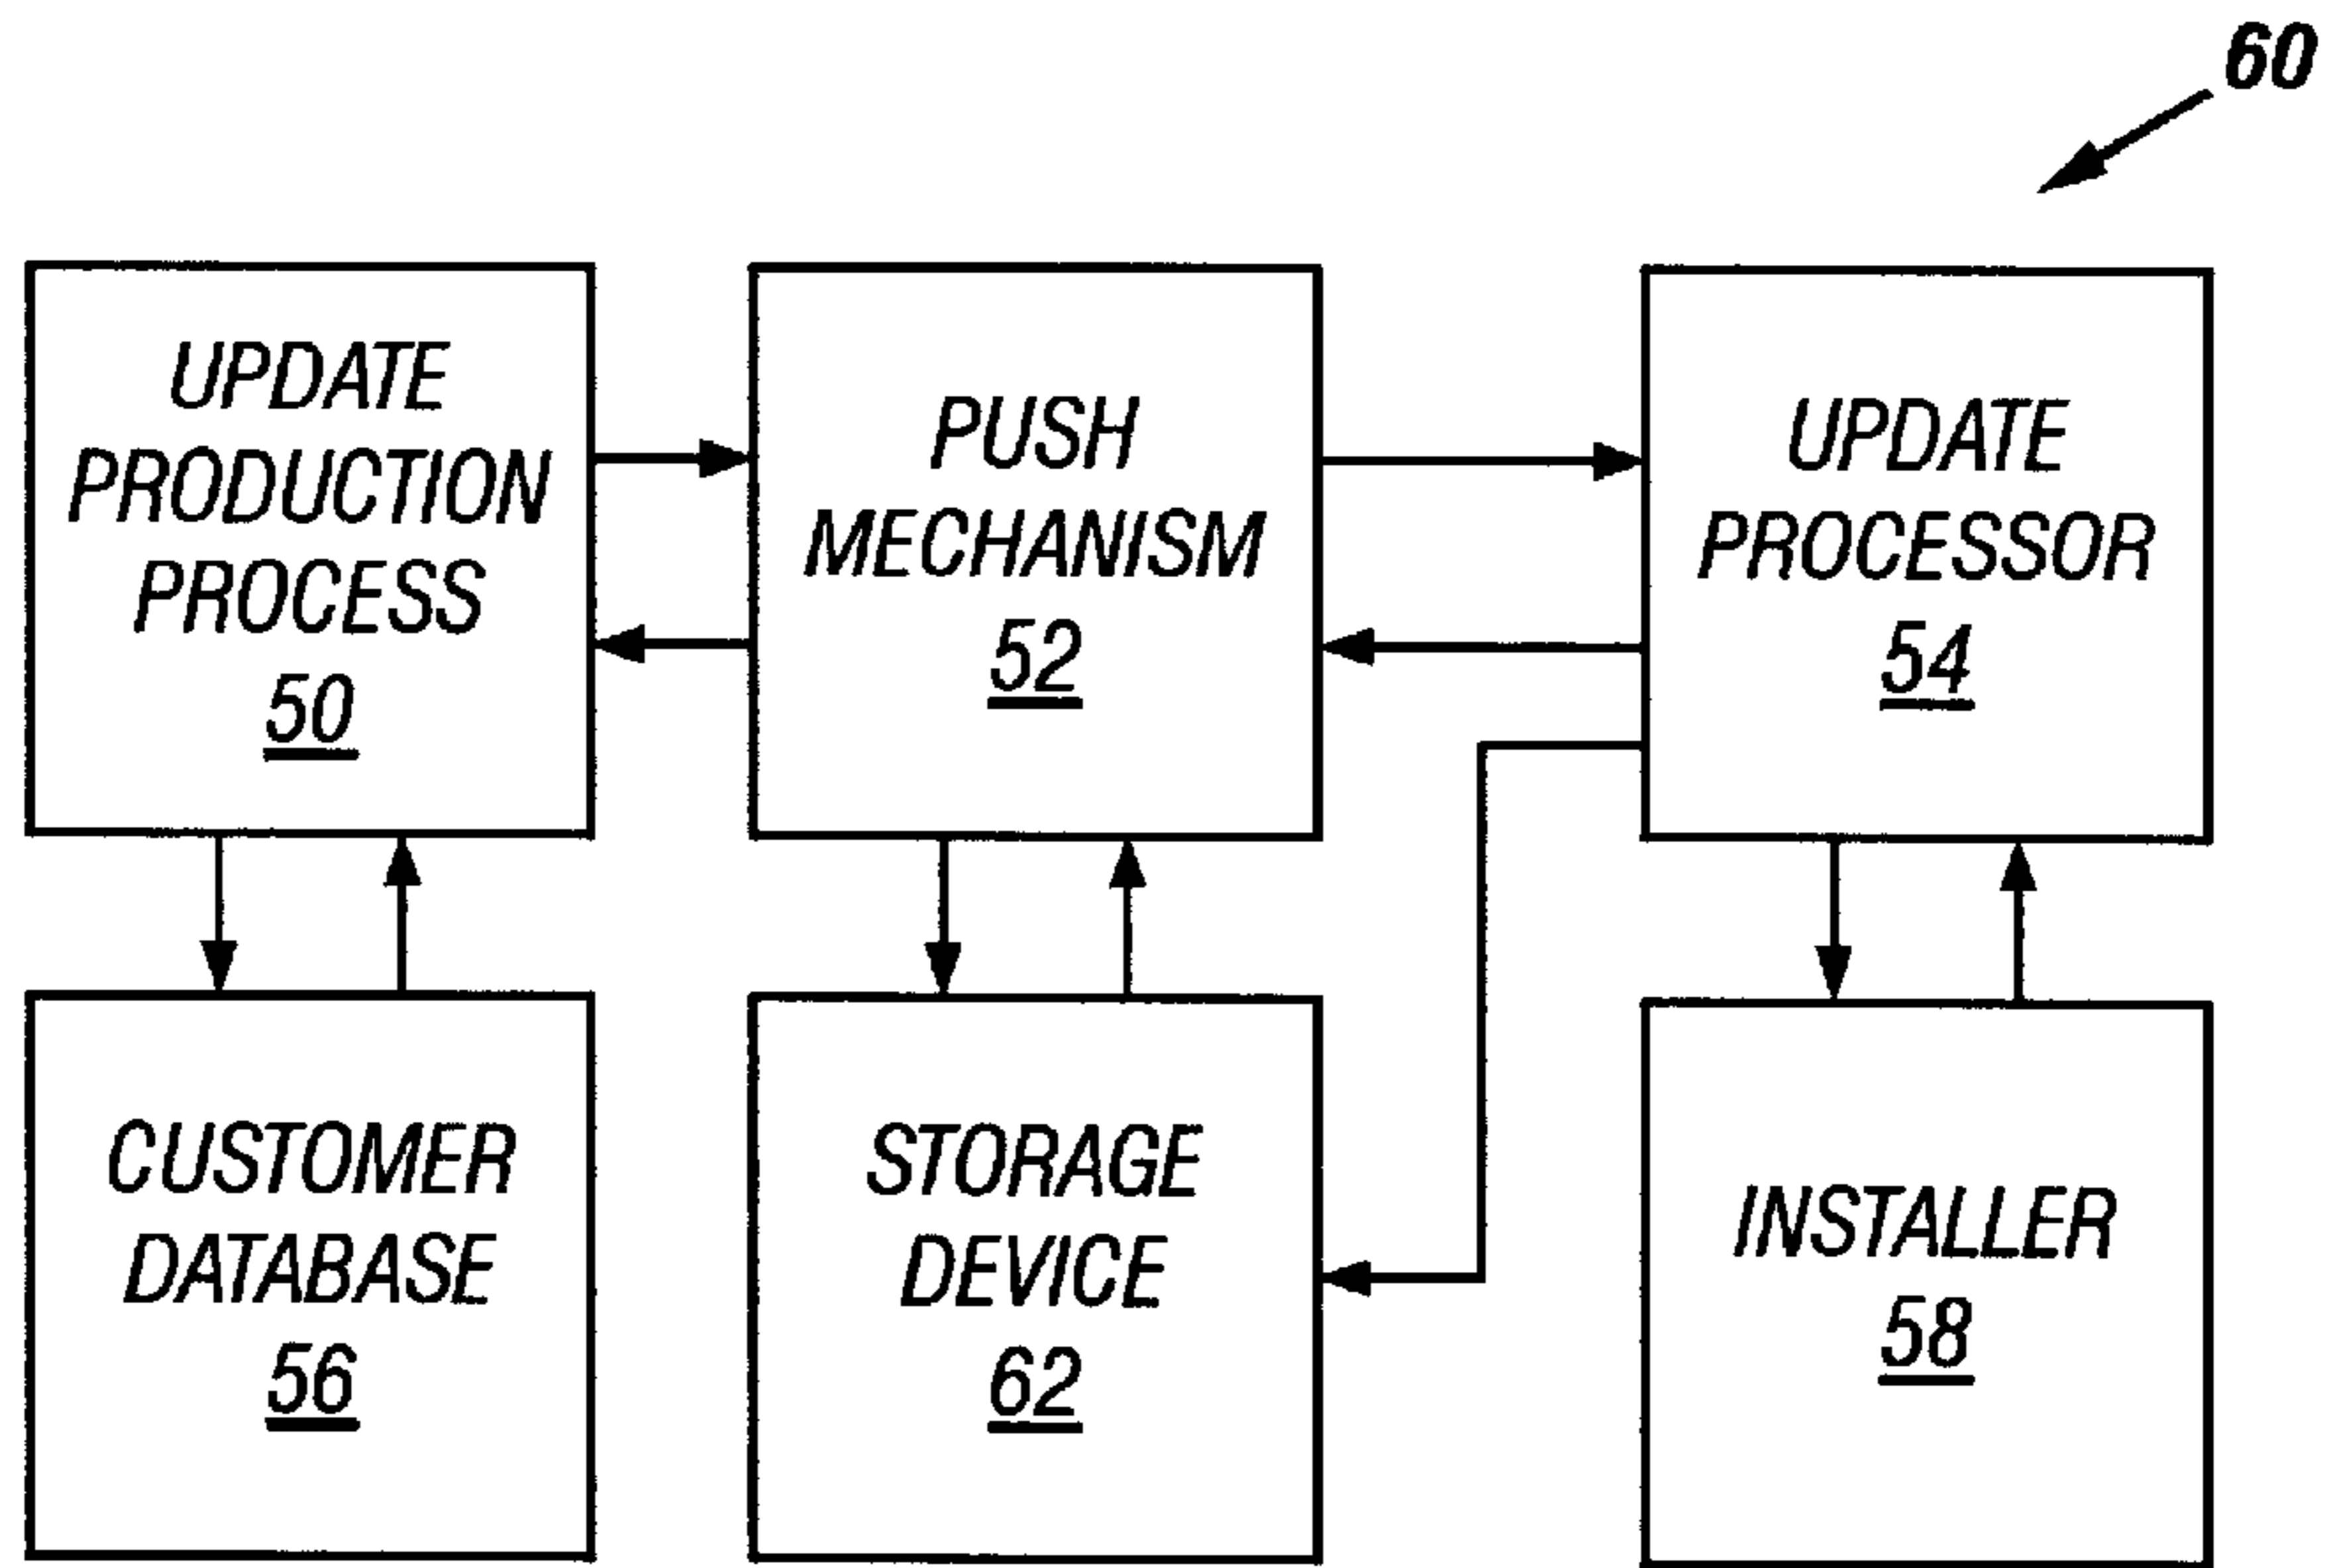 60
UPDATE
PRODUCTION
PROCESS
50
PUSH
MECHANISM
52
UPDATE
PROCESSOR
54
CUSTOMER
DATABASE
56
STORAGE
DEVICE
62
INSTALLER
58